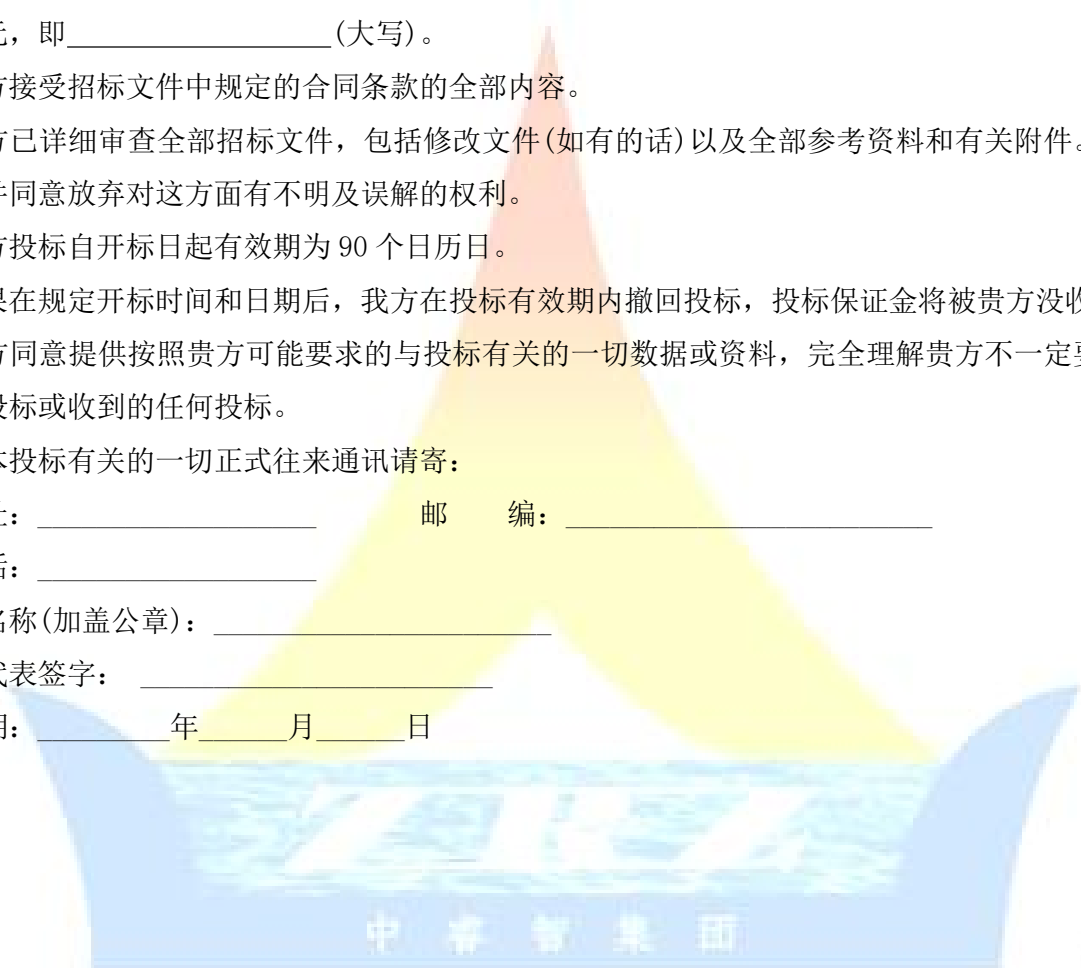 元，即__________________(大写)。
方接受招标文件中规定的合同条款的全部内容。
方已详细审查全部招标文件，包括修改文件(如有的话)以及全部参考资料和有关附件。
并同意放弃对这方面有不明及误解的权利。
方投标自开标日起有效期为 90 个日历日。
果在规定开标时间和日期后，我方在投标有效期内撤回投标，投标保证金将被贵方没收
方同意提供按照贵方可能要求的与投标有关的一切数据或资料，完全理解贵方不一定要
投标或收到的任何投标。
本投标有关的一切正式往来通讯请寄：
址：___________________ 邮 编：_________________________
话：___________________
名称(加盖公章)：_______________________
代表签字： ________________________
期：_________年______月______日
ZRZ
中睿智集团